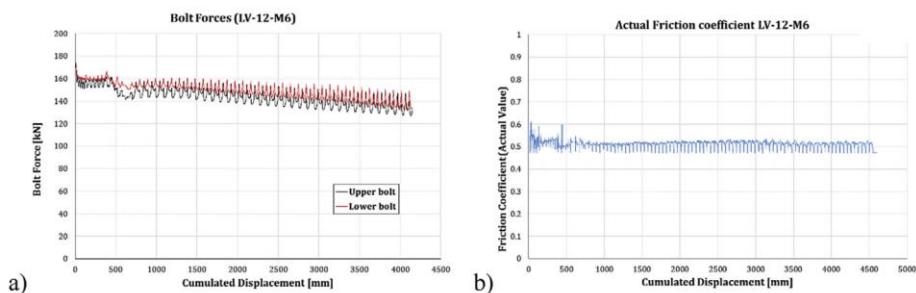 Bolt Forces (LV-12-M6)
200
180
160
140
120
100
80
60
40
20
0
Bolt Force [kN]
Upper bolt
Lower bolt
0 500 1000 1500 2000 2500 3000 3500 4000 4500
Cumulated Displacement [mm]
a)
Actual Friction coefficient LV-12-M6
1
0.9
0.8
0.7
0.6
0.5
0.4
0.3
0.2
0.1
0
Friction Coefficient (Actual Value)
0 500 1000 1500 2000 2500 3000 3500 4000 4500 5000
Cumulated Displacement [mm]
b)